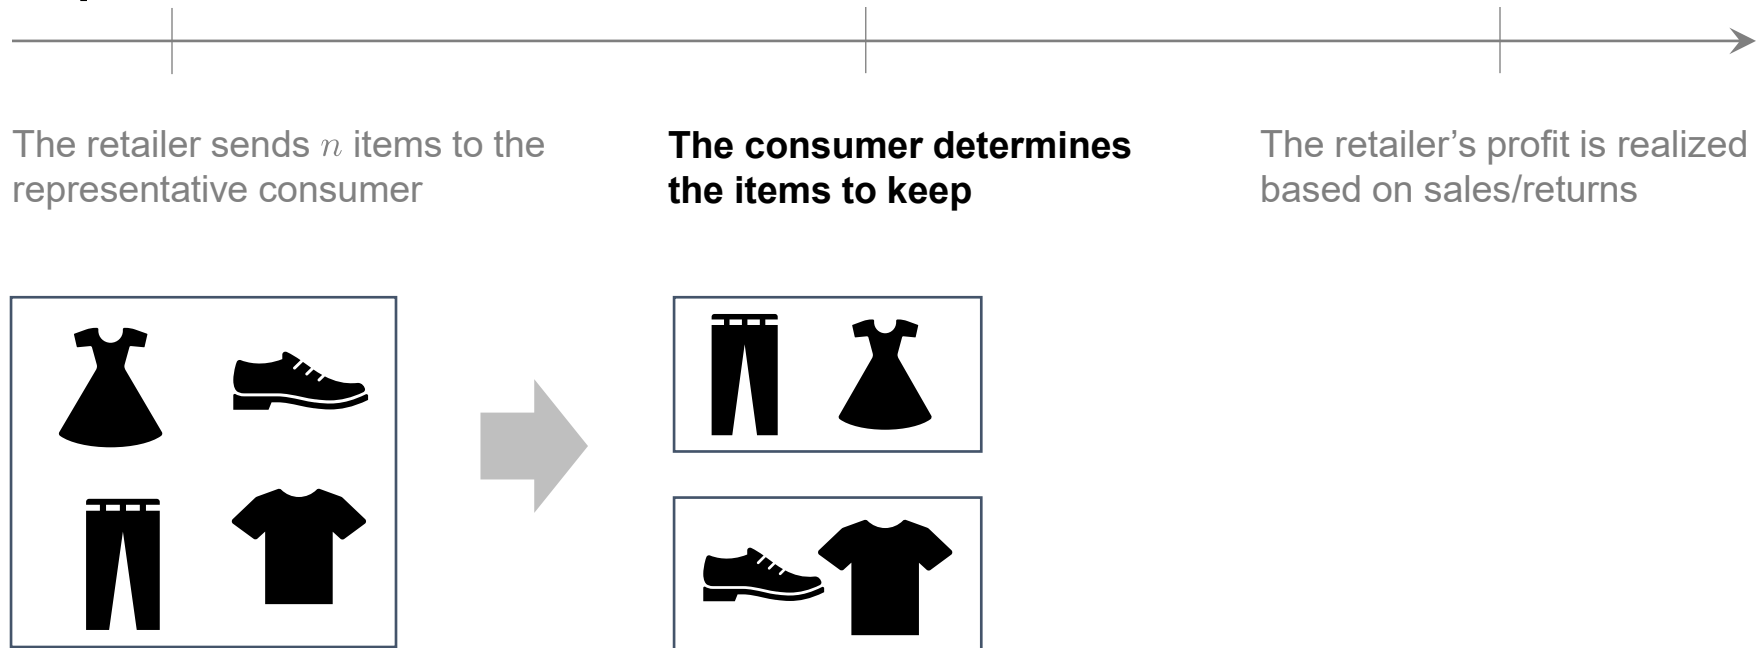 The retailer sends n items to the
representative consumer
The consumer determines
the items to keep
The retailer’s profit is realized
based on sales/returns